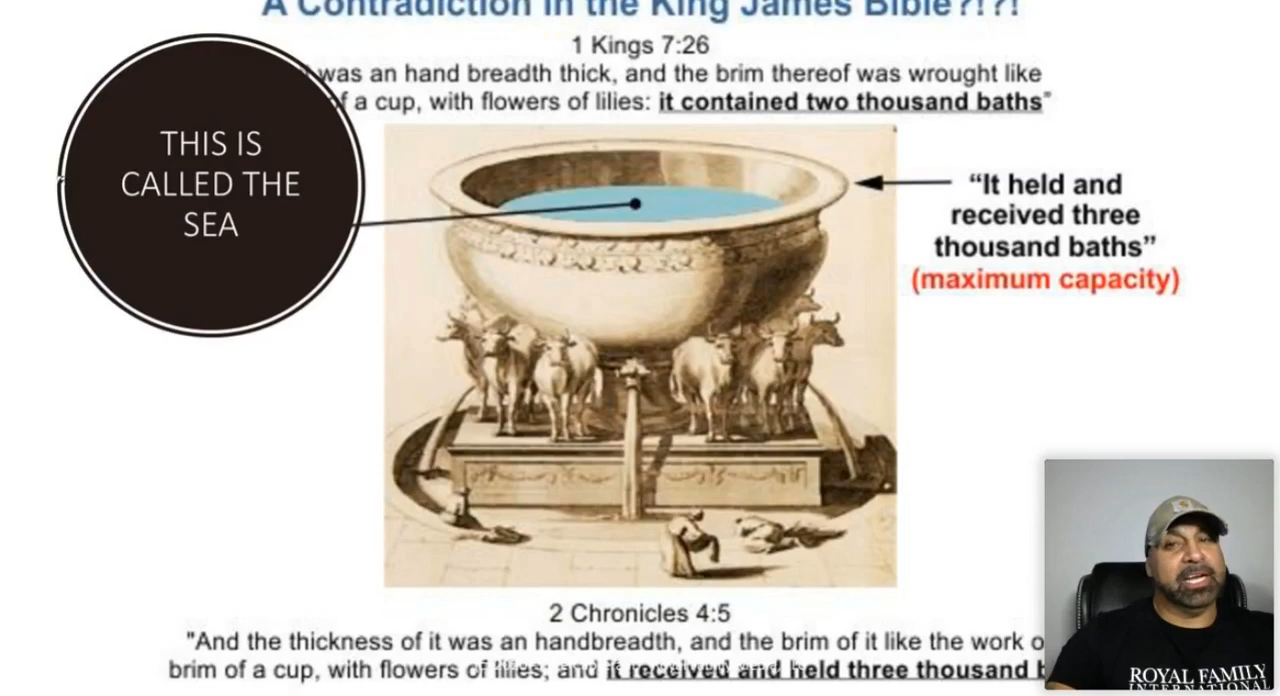 A Contradiction in the King James Bible?!?!
1 Kings 7:26
was an hand breadth thick, and the brim thereof was wrought like
of a cup, with flowers of lilies: it contained two thousand baths"
THIS IS
CALLED THE
SEA
“It held and
received three
thousand baths”
(maximum capacity)
2 Chronicles 4:5
"And the thickness of it was an handbreadth, and the brim of it like the work o
brim of a cup, with flowers of lilies; and it received and held three thousand b
ROYAL FAMILY
INTERNATIONAL